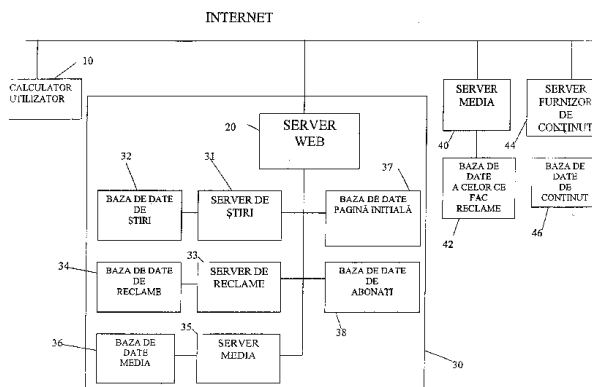 INTERNET
10
CALCULATOR
UTILIZATOR
20
SERVER
WEB
SERVER
MEDIA
40
SERVER
FURNIZOR
DE
CONȚINUT
44
32
31
37
BAZA DE DATE
DE
ȘTIRI
SERVER DE
ȘTIRI
BAZA DE DATE
PAGINĂ INIȚIALĂ
BAZA DE
DATE
A CELOR CE
FAC
RECLAME
42
BAZA DE
DATE
DE
CONTINUT
46
34
33
BAZA DE DATE
DE
RECLAME
SERVER DE
RECLAME
BAZA DE DATE
DE
ABONAȚI
38
36
35
BAZA DE
DATE
MEDIA
SERVER
MEDIA
30